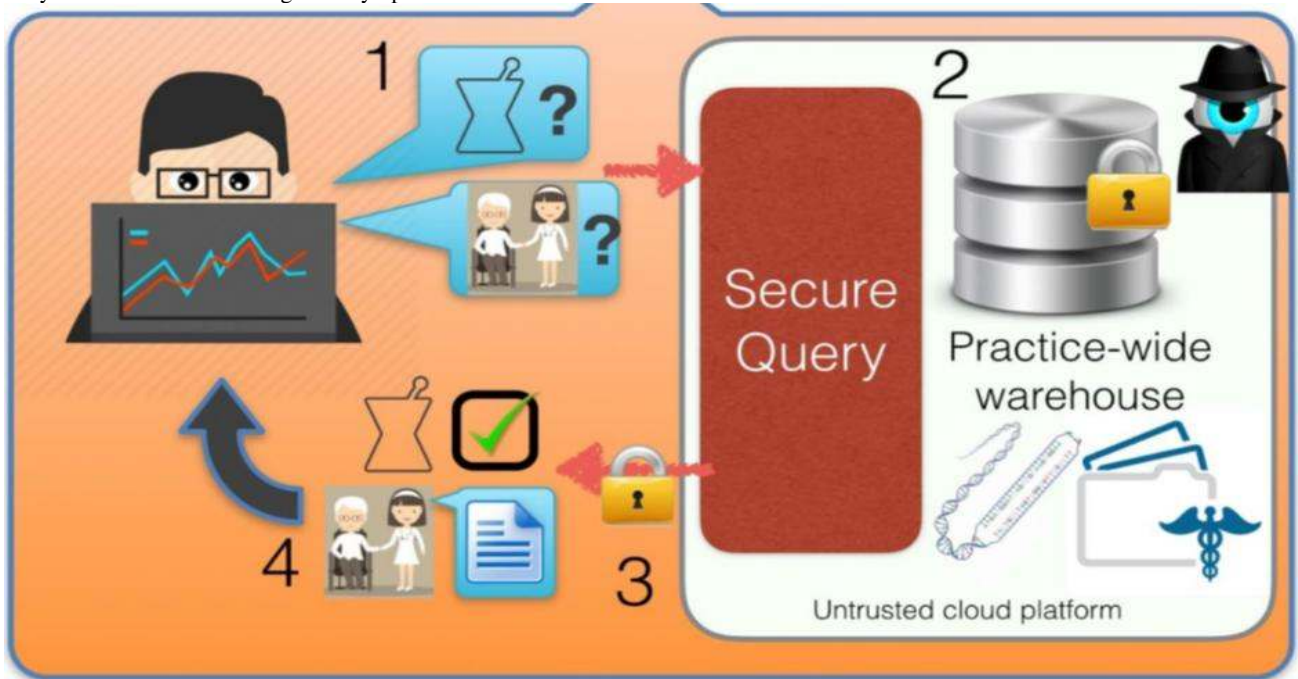 1
?
?
2
Secure
Query
Practice-wide
warehouse
4
3
Untrusted cloud platform